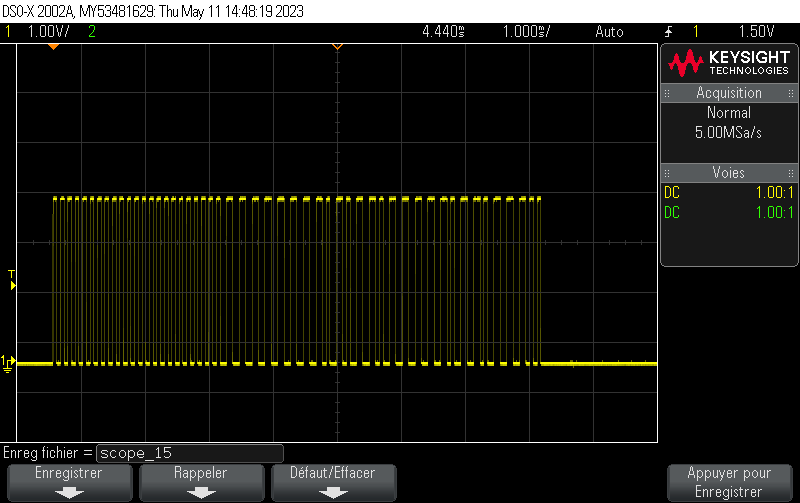 DSO-X 2002A, MY53481629: Thu May 11 14:48:19 2023
1 1.00V/ 2 4.440s 1.000s/ Auto 1 1.50V
KEYSIGHT
TECHNOLOGIES
Acquisition
Normal
5.00MSa/s
Voies
DC 1.00:1
DC 1.00:1
T
1
Enreg fichier = scope_15
Enregistrer
Rappeler
Défaut/Effacer
Appuyer pour
Enregistrer